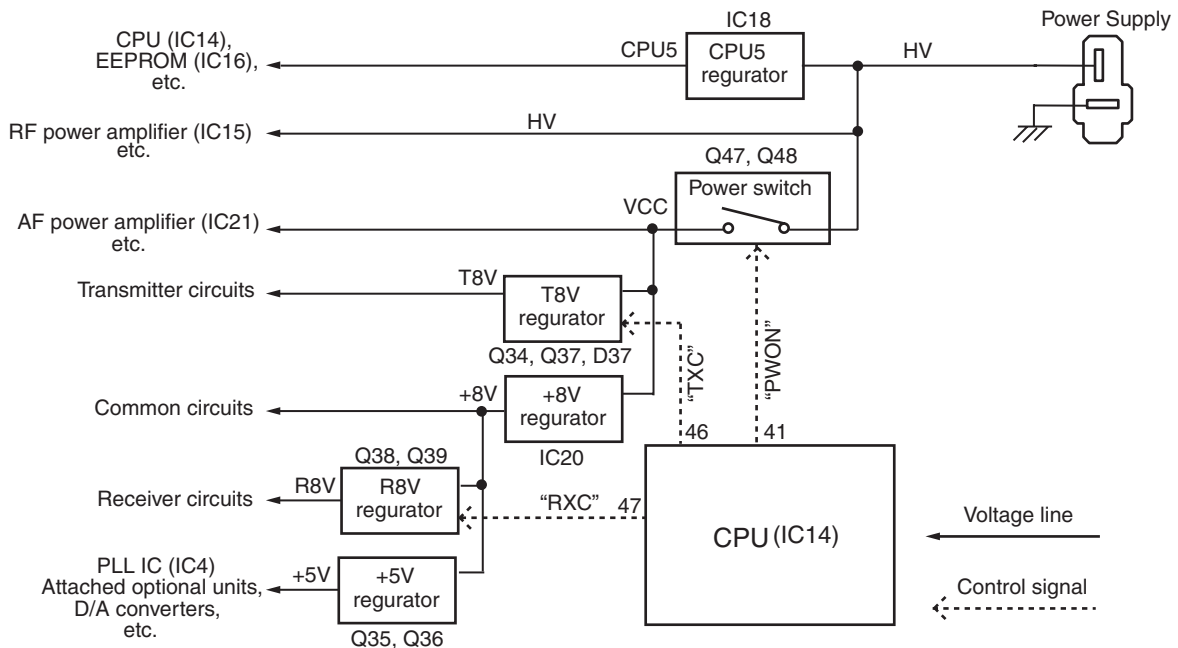 IC18
Power Supply
CPU (IC14),
EEPROM (IC16),
etc.
CPU5
CPU5
regurator
HV
RF power amplifier (IC15)
etc.
HV
Q47, Q48
Power switch
VCC
AF power amplifier (IC21)
etc.
Transmitter circuits
T8V
T8V
regurator
Q34, Q37, D37
“TXC”
“PWON”
Common circuits
+8V
+8V
regurator
IC20
46
41
Q38, Q39
Receiver circuits
R8V
R8V
regurator
“RXC”
47
CPU (IC14)
Voltage line
Control signal
PLL IC (IC4)
Attached optional units,
D/A converters,
etc.
+5V
+5V
regurator
Q35, Q36